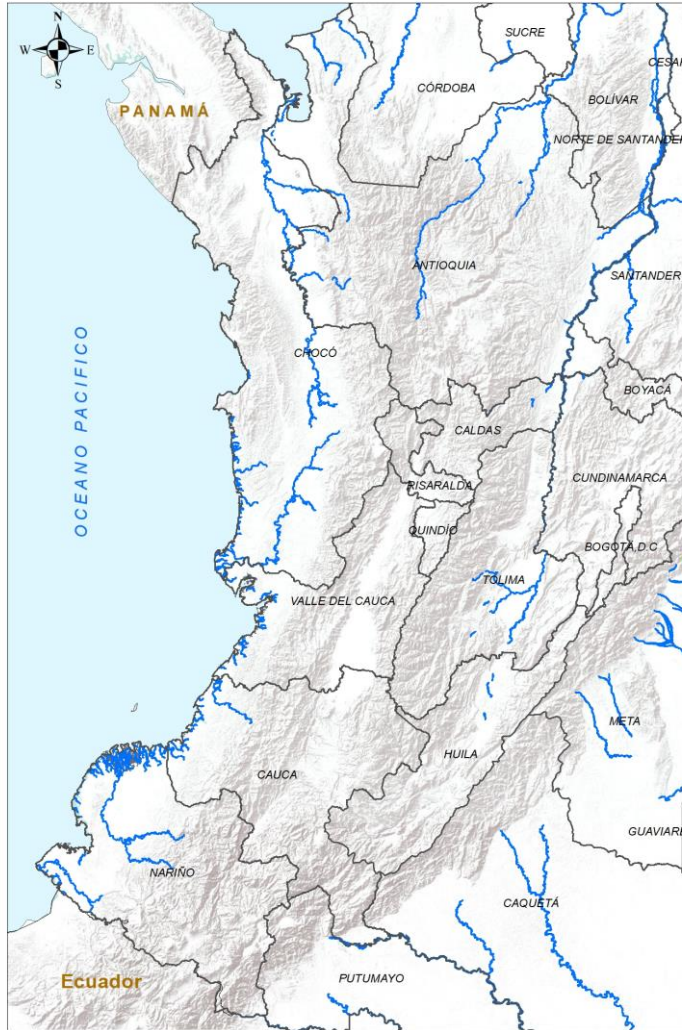 SUCRE
N
W E
S
CESAR
CÓRDOBA
BOLÍVAR
PANAMÁ
NORTE DE SANTANDER
ANTIOQUIA
SANTANDER
OCEANO PACIFICO
CHOCÓ
BOYACÁ
CALDAS
CUNDINAMARCA
RISARALDA
QUINDÍO
BOGOTÁ D.C
TOLIMA
VALLE DEL CAUCA
META
HUILA
CAUCA
GUAVIARE
NARIÑO
CAQUETÁ
Ecuador
PUTUMAYO